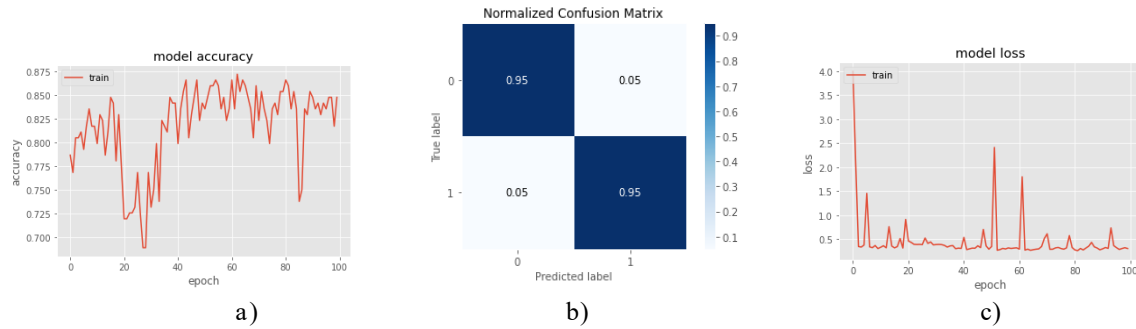 model accuracy
train
0.875
0.850
0.825
0.800
0.775
0.750
0.725
0.700
accuracy
0 20 40 60 80 100
epoch
a)
Normalized Confusion Matrix
0.95 0.05
0.05 0.95
0
1
True label
0 1
Predicted label
0.9
0.8
0.7
0.6
0.5
0.4
0.3
0.2
0.1
b)
model loss
train
4.0
3.5
3.0
2.5
2.0
1.5
1.0
0.5
loss
0 20 40 60 80 100
epoch
c)